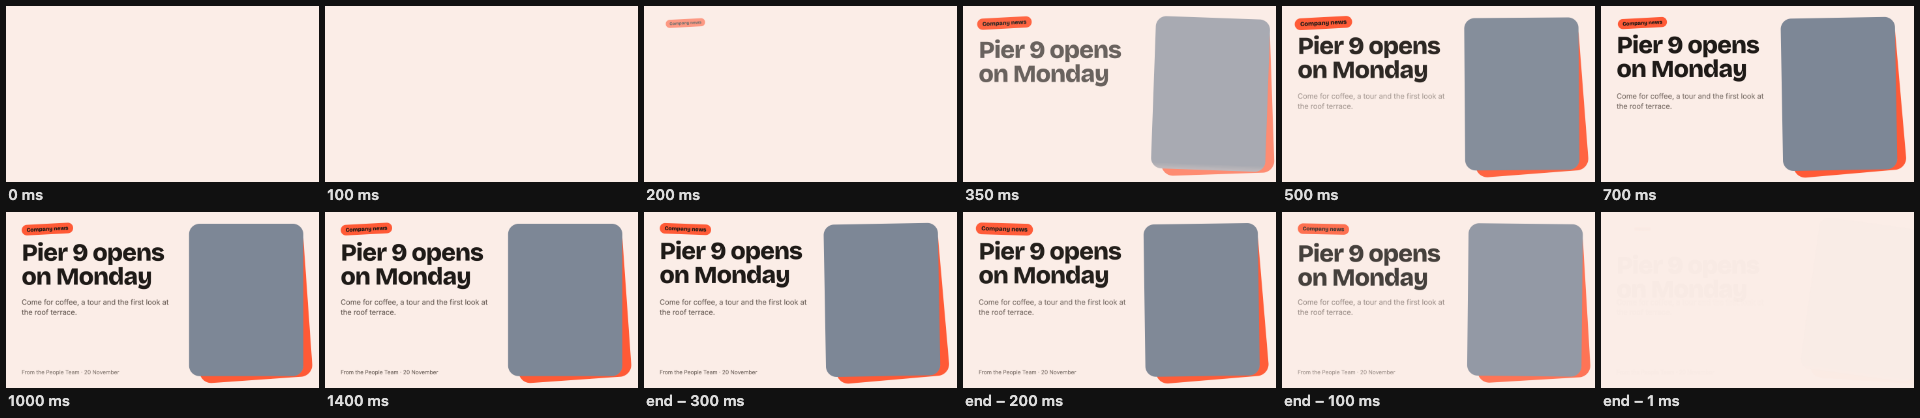 0 ms
100 ms
Company news
200 ms
Company news
Pier 9 opens
on Monday
350 ms
Company news
Pier 9 opens
on Monday
Come for coffee, a tour and the first look at
the roof terrace.
500 ms
Company news
Pier 9 opens
on Monday
Come for coffee, a tour and the first look at
the roof terrace.
700 ms
Company news
Pier 9 opens
on Monday
Come for coffee, a tour and the first look at
the roof terrace.
From the People Team · 20 November
1000 ms
Company news
Pier 9 opens
on Monday
Come for coffee, a tour and the first look at
the roof terrace.
From the People Team · 20 November
1400 ms
Company news
Pier 9 opens
on Monday
Come for coffee, a tour and the first look at
the roof terrace.
From the People Team · 20 November
end – 300 ms
Company news
Pier 9 opens
on Monday
Come for coffee, a tour and the first look at
the roof terrace.
From the People Team · 20 November
end – 200 ms
Company news
Pier 9 opens
on Monday
Come for coffee, a tour and the first look at
the roof terrace.
From the People Team · 20 November
end – 100 ms
Pier 9 opens
on Monday
end – 1 ms